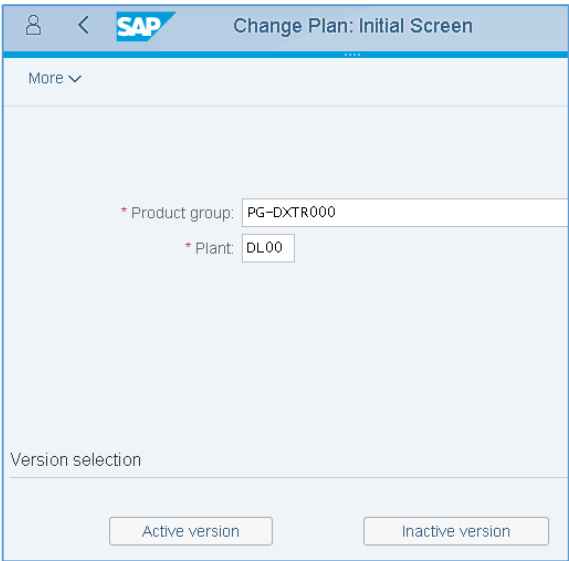 SAP Change Plan: Initial Screen
More
* Product group: PG-DXTR000
* Plant: DL00
Version selection
Active version Inactive version